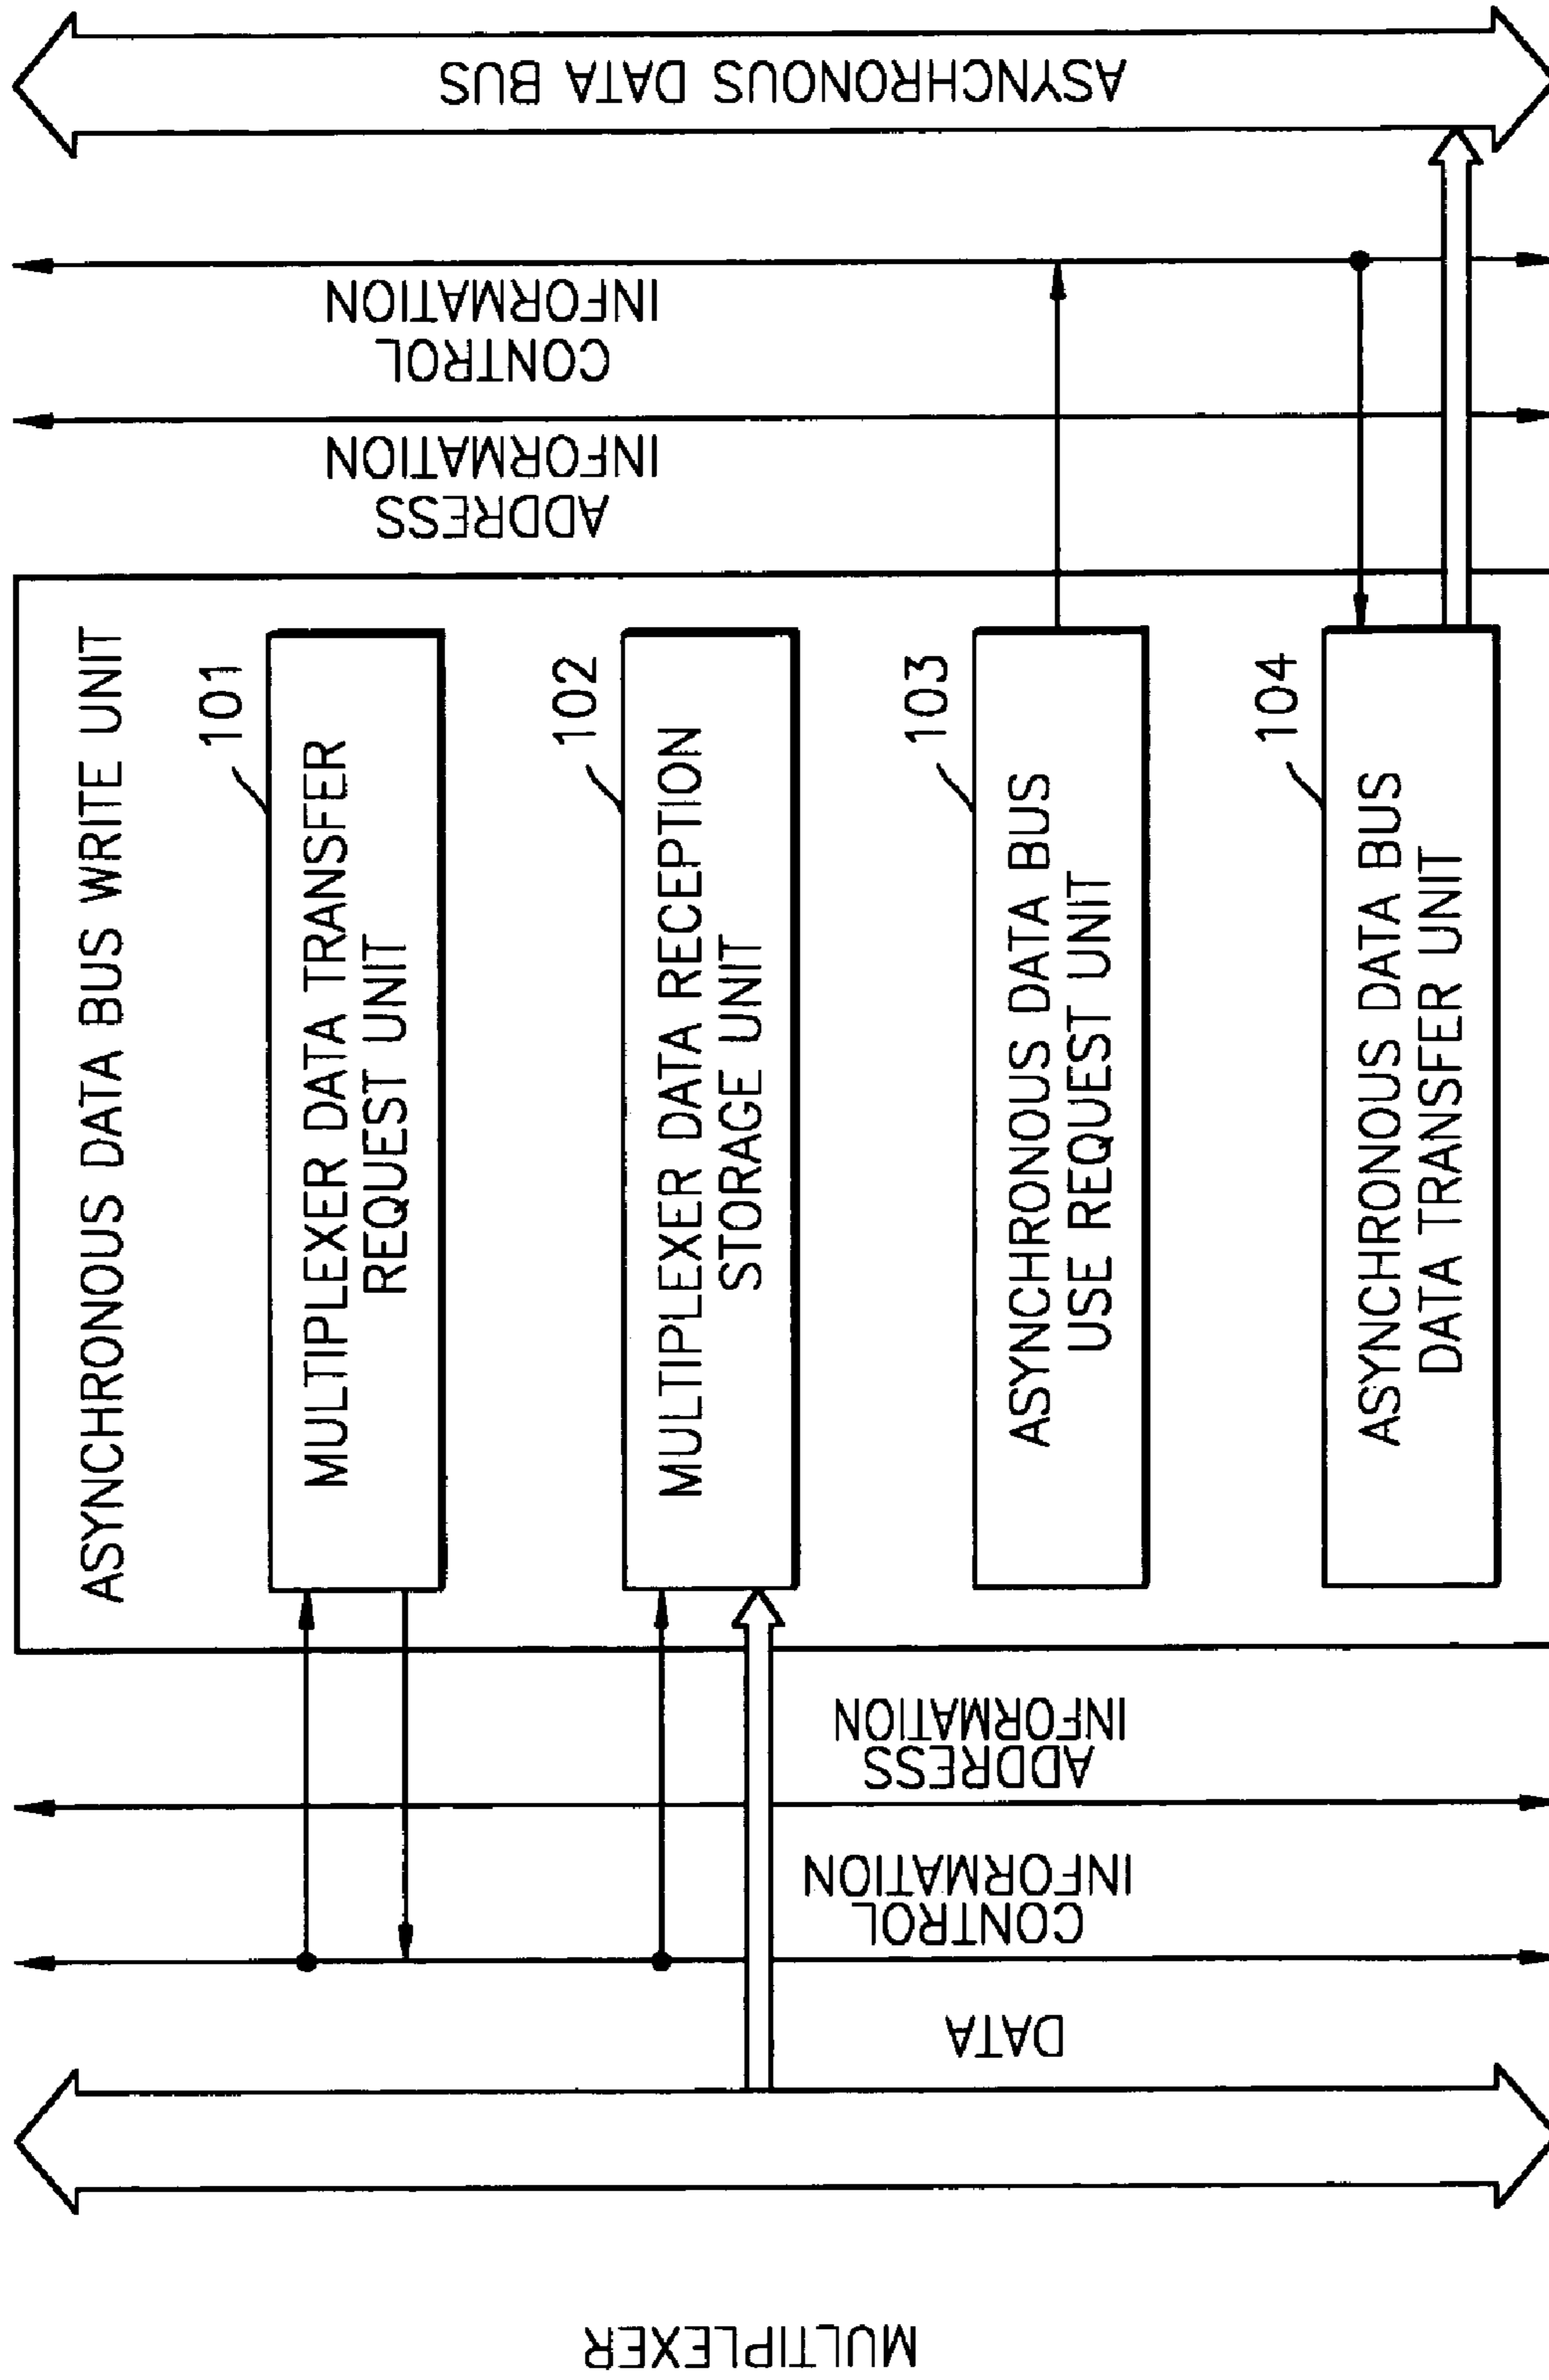 ASYNCHRONOUS DATA BUS WRITE UNIT
101
MULTIPLEXER DATA TRANSFER
REQUEST UNIT
102
MULTIPLEXER DATA RECEPTION
STORAGE UNIT
103
ASYNCHRONOUS DATA BUS
USE REQUEST UNIT
104
ASYNCHRONOUS DATA BUS
DATA TRANSFER UNIT
MULTIPLEXER
DATA
CONTROL
INFORMATION
ADDRESS
INFORMATION
ADDRESS
INFORMATION
CONTROL
INFORMATION
ASYNCHRONOUS DATA BUS